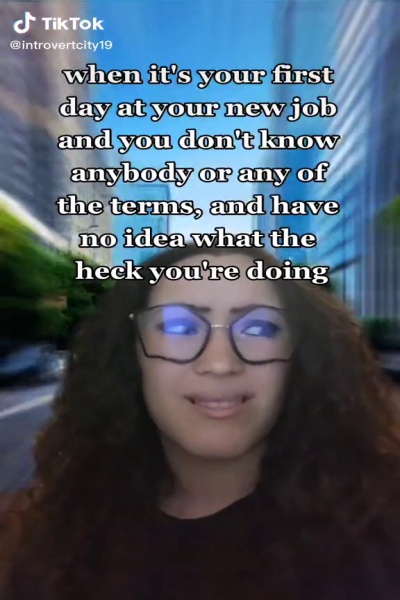 TikTok
@introvertcity19
when it's your first
day at your new job
and you don't know
anybody or any of
the terms, and have
no idea what the
heck you're doing